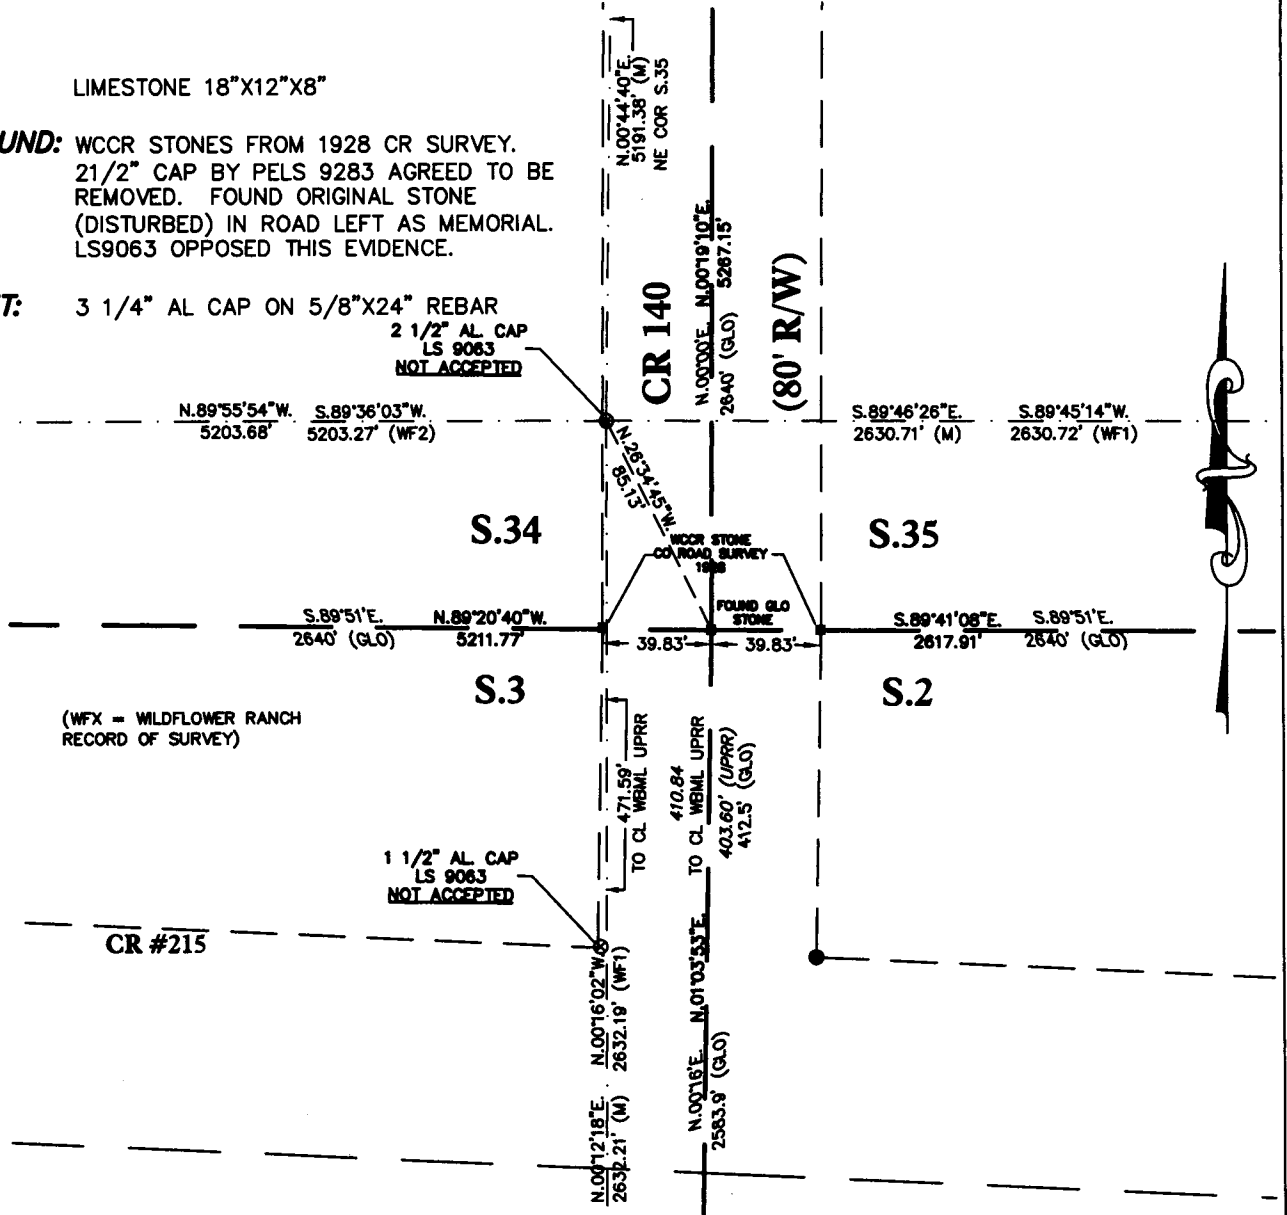 LIMESTONE 18"X12"X8"
UND: WCCR STONES FROM 1928 CR SURVEY.
21/2" CAP BY PELS 9283 AGREED TO BE
REMOVED. FOUND ORIGINAL STONE
(DISTURBED) IN ROAD LEFT AS MEMORIAL.
LS9063 OPPOSED THIS EVIDENCE.
T: 3 1/4" AL CAP ON 5/8"X24" REBAR
2 1/2" AL. CAP
LS 9063
NOT ACCEPTED
N.00°44'40"E.
5191.38' (M)
NE COR S.35
CR 140
N.00°00'E. N.00°19'10"E.
2640' (GLO) 5267.15'
(80' R/W)
N.89°55'54"W. S.89°36'03"W.
5203.68' 5203.27' (WF2)
S.89°46'26"E. S.89°45'14"W.
2630.71' (M) 2630.72' (WF1)
N.26°34'45"W.
85.13'
S.34
S.35
WCCR STONE
CO ROAD SURVEY
FOUND GLO
STONE
S.89°51'E. N.89°20'40"W.
2640' (GLO) 5211.77'
39.83' 39.83'
S.89°41'08"E. S.89°51'E.
2617.91' 2640' (GLO)
S.3
S.2
(WFX = WILDFLOWER RANCH
RECORD OF SURVEY)
471.59'
TO CL WBML UPRR
410.84
TO CL WBML UPRR
403.60' (UPRR)
412.5' (GLO)
1 1/2" AL. CAP
LS 9063
NOT ACCEPTED
CR #215
N.00°12'18"E. N.00°16'02"W.
2632.21' (M) 2632.19' (WF1)
N.00°16'E. N.01°03'53"E.
2583.9' (GLO)